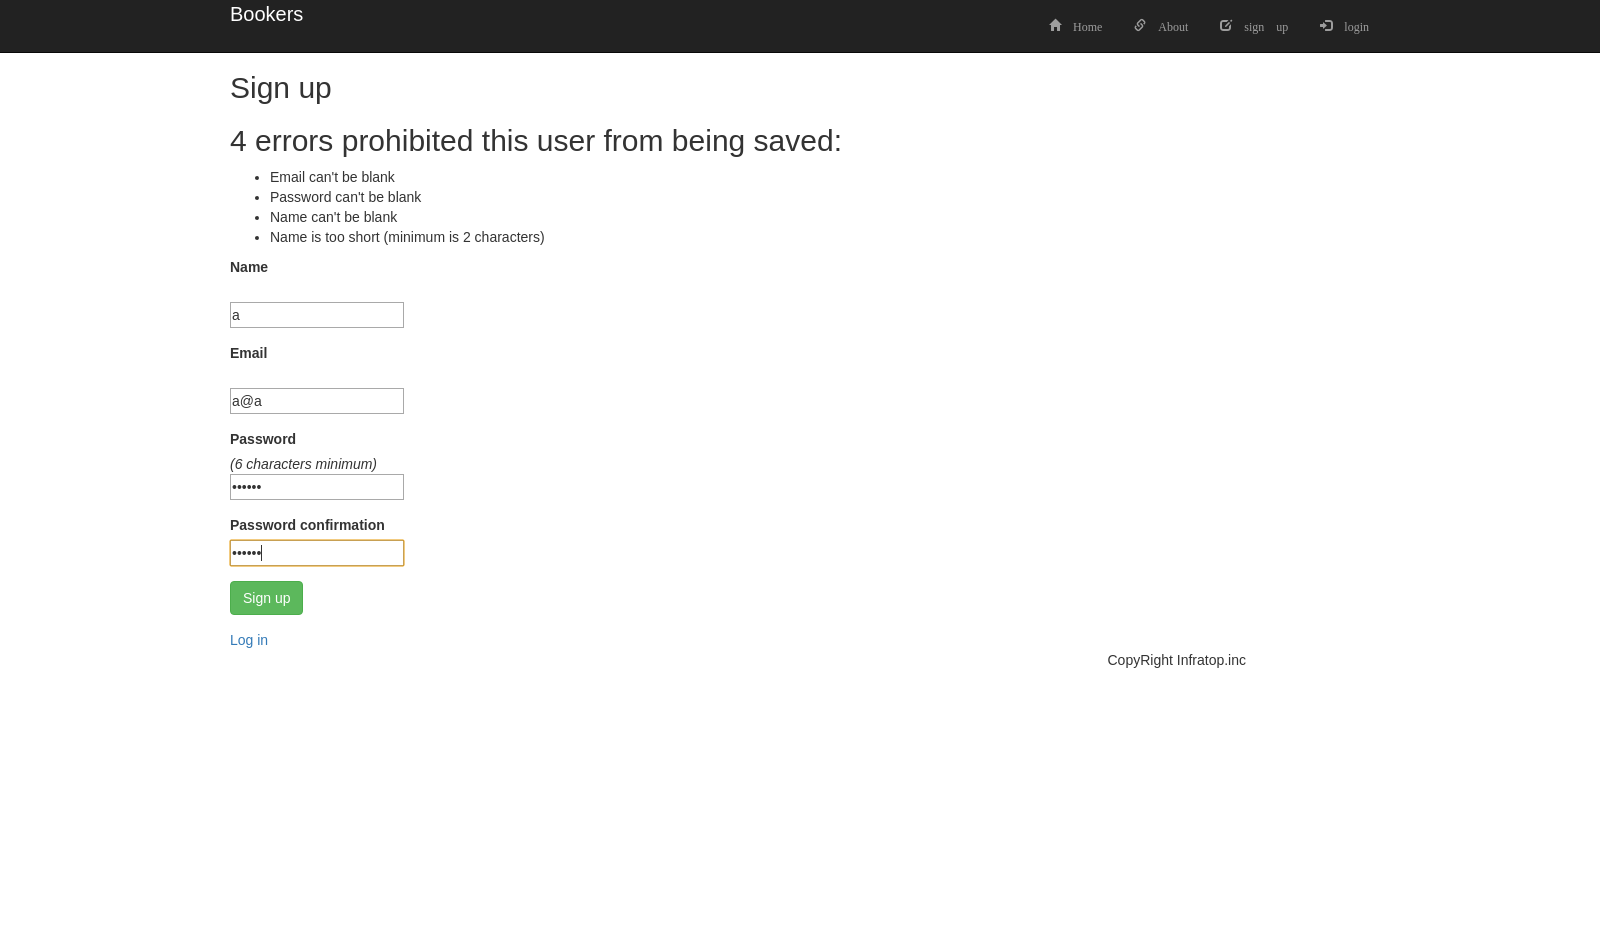 Bookers
Home About sign up login
Sign up
4 errors prohibited this user from being saved:
Email can't be blank
Password can't be blank
Name can't be blank
Name is too short (minimum is 2 characters)
Name
a
Email
a@a
Password
(6 characters minimum)
••••••
Password confirmation
••••••
Sign up
Log in
CopyRight Infratop.inc